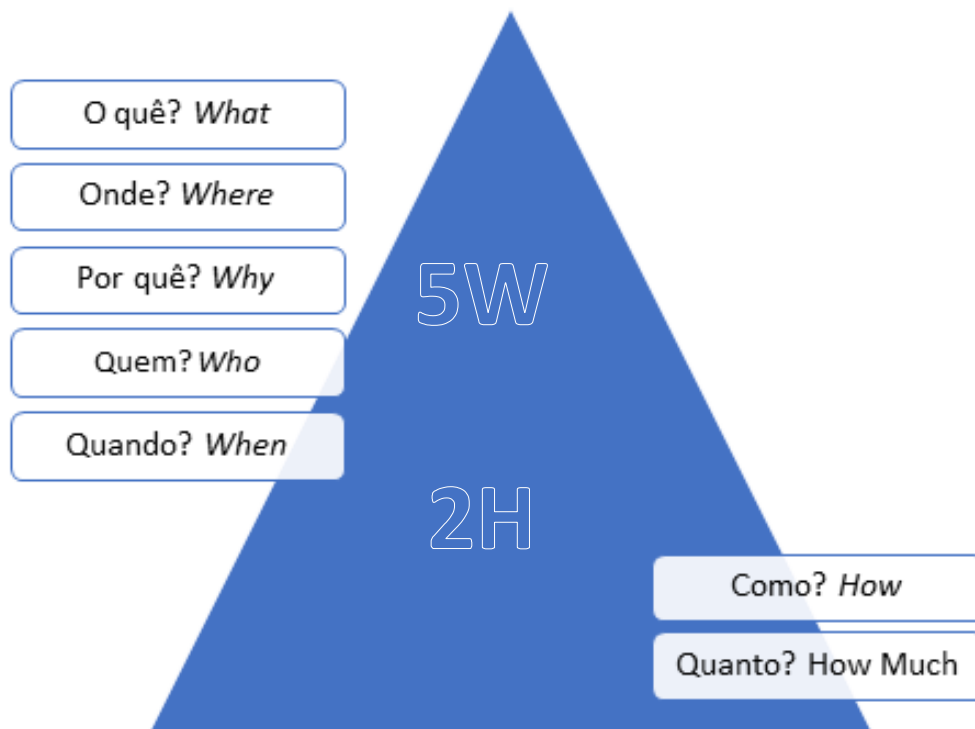 O quê? What
Onde? Where
Por quê? Why
5W
Quem? Who
Quando? When
2H
Como? How
Quanto? How Much